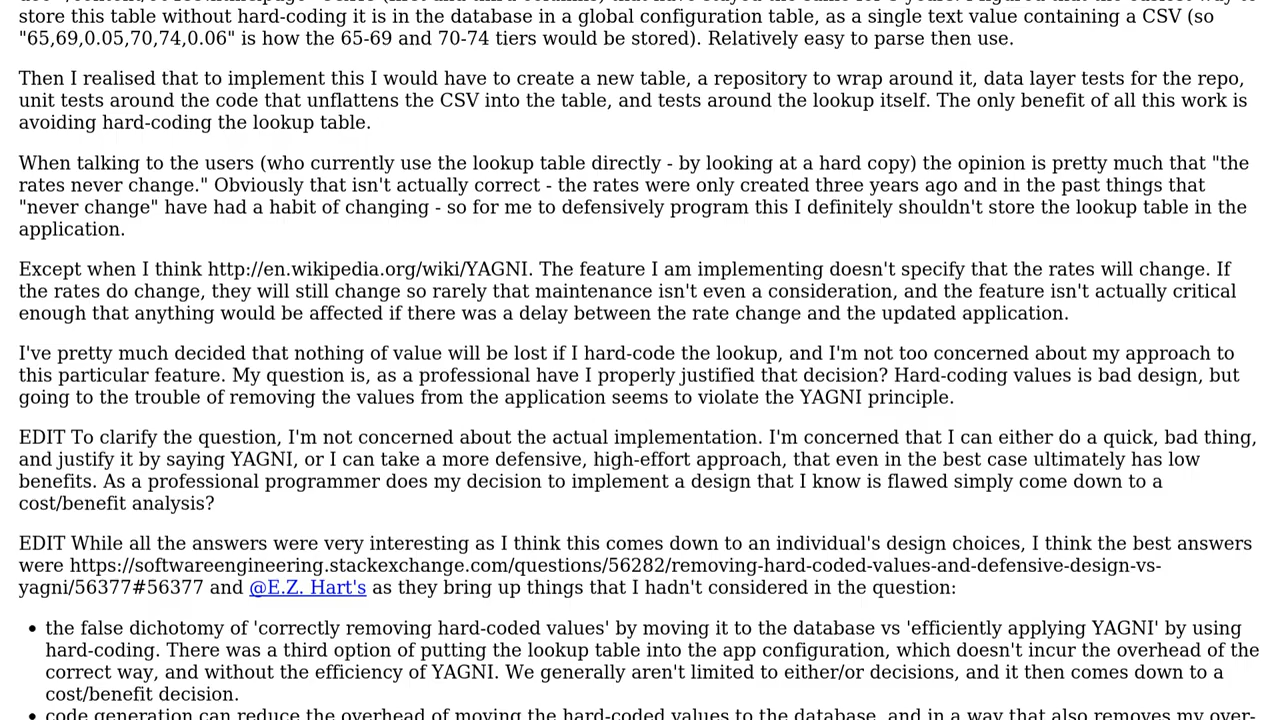 store this table without hard-coding it is in the database in a global configuration table, as a single text value containing a CSV (so
"65,69,0.05,70,74,0.06" is how the 65-69 and 70-74 tiers would be stored). Relatively easy to parse then use.
Then I realised that to implement this I would have to create a new table, a repository to wrap around it, data layer tests for the repo,
unit tests around the code that unflattens the CSV into the table, and tests around the lookup itself. The only benefit of all this work is
avoiding hard-coding the lookup table.
When talking to the users (who currently use the lookup table directly - by looking at a hard copy) the opinion is pretty much that "the
rates never change." Obviously that isn't actually correct - the rates were only created three years ago and in the past things that
"never change" have had a habit of changing - so for me to defensively program this I definitely shouldn't store the lookup table in the
application.
Except when I think http://en.wikipedia.org/wiki/YAGNI. The feature I am implementing doesn't specify that the rates will change. If
the rates do change, they will still change so rarely that maintenance isn't even a consideration, and the feature isn't actually critical
enough that anything would be affected if there was a delay between the rate change and the updated application.
I've pretty much decided that nothing of value will be lost if I hard-code the lookup, and I'm not too concerned about my approach to
this particular feature. My question is, as a professional have I properly justified that decision? Hard-coding values is bad design, but
going to the trouble of removing the values from the application seems to violate the YAGNI principle.
EDIT To clarify the question, I'm not concerned about the actual implementation. I'm concerned that I can either do a quick, bad thing,
and justify it by saying YAGNI, or I can take a more defensive, high-effort approach, that even in the best case ultimately has low
benefits. As a professional programmer does my decision to implement a design that I know is flawed simply come down to a
cost/benefit analysis?
EDIT While all the answers were very interesting as I think this comes down to an individual's design choices, I think the best answers
were https://softwareengineering.stackexchange.com/questions/56282/removing-hard-coded-values-and-defensive-design-vs-
yagni/56377#56377 and @E.Z. Hart's as they bring up things that I hadn't considered in the question:
• the false dichotomy of 'correctly removing hard-coded values' by moving it to the database vs 'efficiently applying YAGNI' by using
hard-coding. There was a third option of putting the lookup table into the app configuration, which doesn't incur the overhead of the
correct way, and without the efficiency of YAGNI. We generally aren't limited to either/or decisions, and it then comes down to a
cost/benefit decision.
• code generation can reduce the overhead of moving the hard-coded values to the database, and in a way that also removes my over-